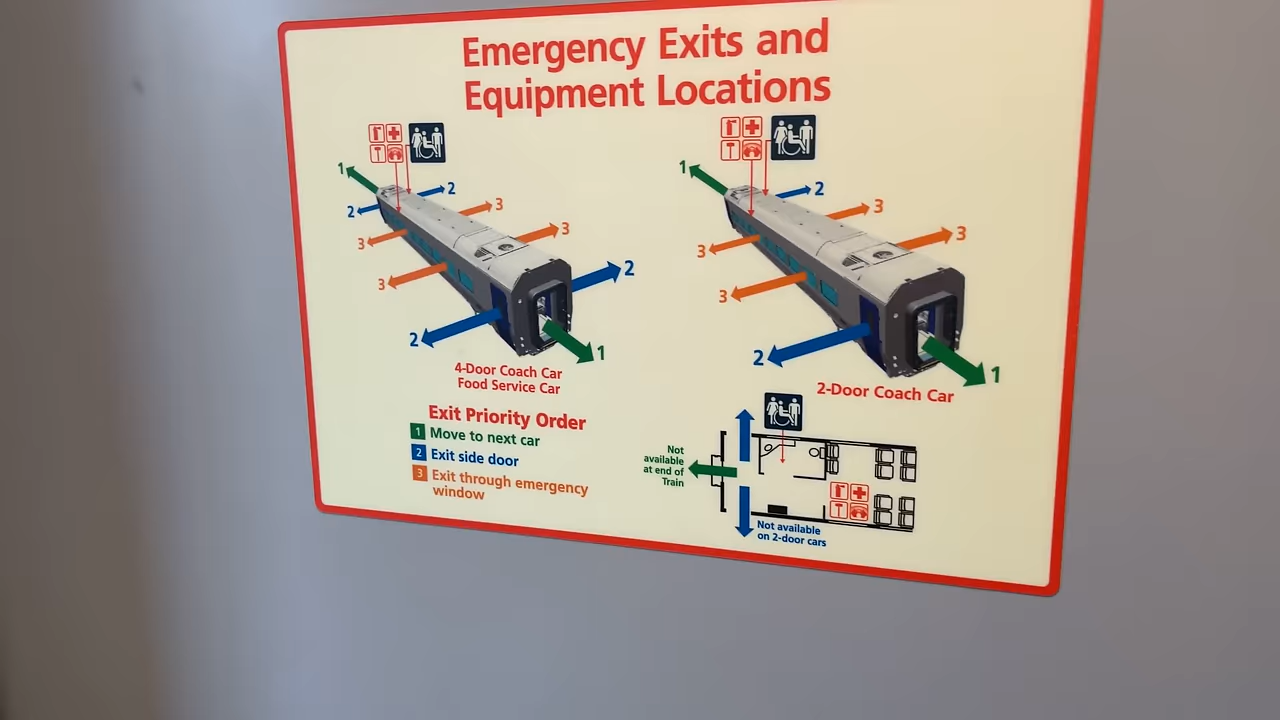 Emergency Exits and
Equipment Locations
1
2
2
3
3
3
3
2
2
1
4-Door Coach Car
Food Service Car
1
2
3
3
3
3
2
1
2-Door Coach Car
Exit Priority Order
1 Move to next car
2 Exit side door
3 Exit through emergency
window
Not
available
at end of
Train
Not available
on 2-door cars